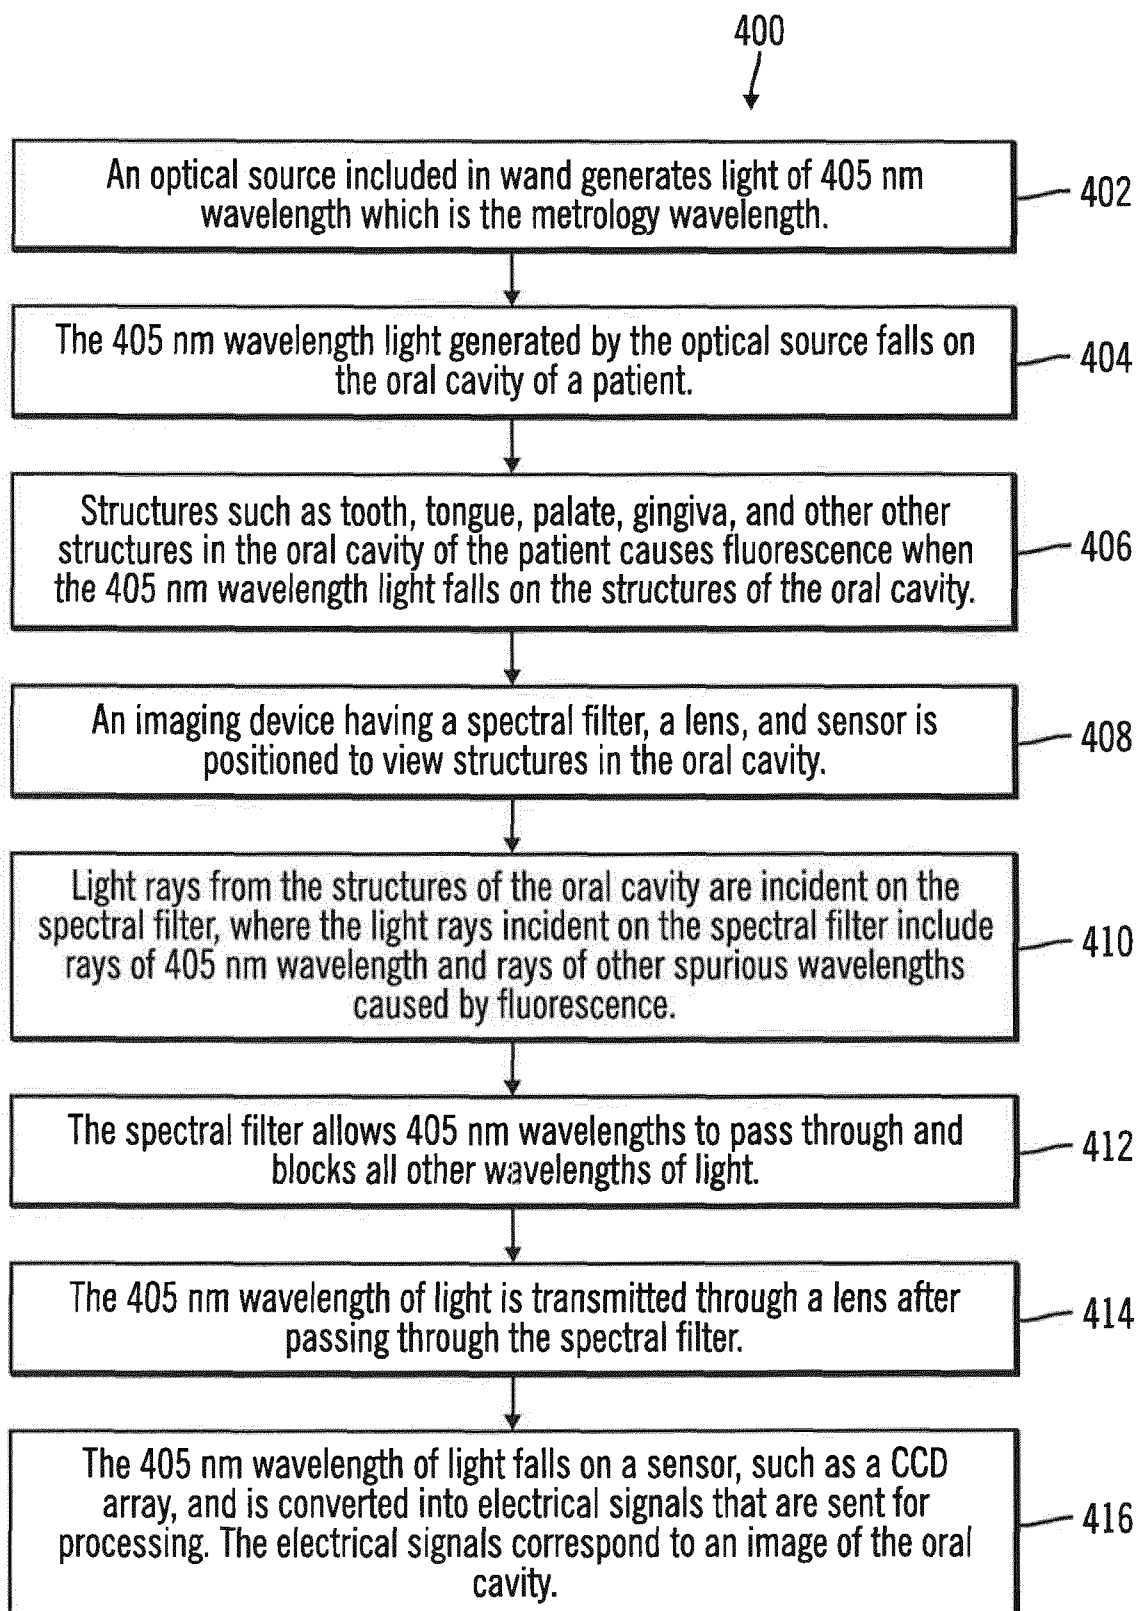 400
An optical source included in wand generates light of 405 nm
wavelength which is the metrology wavelength.
402
The 405 nm wavelength light generated by the optical source falls on
the oral cavity of a patient.
404
Structures such as tooth, tongue, palate, gingiva, and other other
structures in the oral cavity of the patient causes fluorescence when
the 405 nm wavelength light falls on the structures of the oral cavity.
406
An imaging device having a spectral filter, a lens, and sensor is
positioned to view structures in the oral cavity.
408
Light rays from the structures of the oral cavity are incident on the
spectral filter, where the light rays incident on the spectral filter include
rays of 405 nm wavelength and rays of other spurious wavelengths
caused by fluorescence.
410
The spectral filter allows 405 nm wavelengths to pass through and
blocks all other wavelengths of light.
412
The 405 nm wavelength of light is transmitted through a lens after
passing through the spectral filter.
414
The 405 nm wavelength of light falls on a sensor, such as a CCD
array, and is converted into electrical signals that are sent for
processing. The electrical signals correspond to an image of the oral
cavity.
416